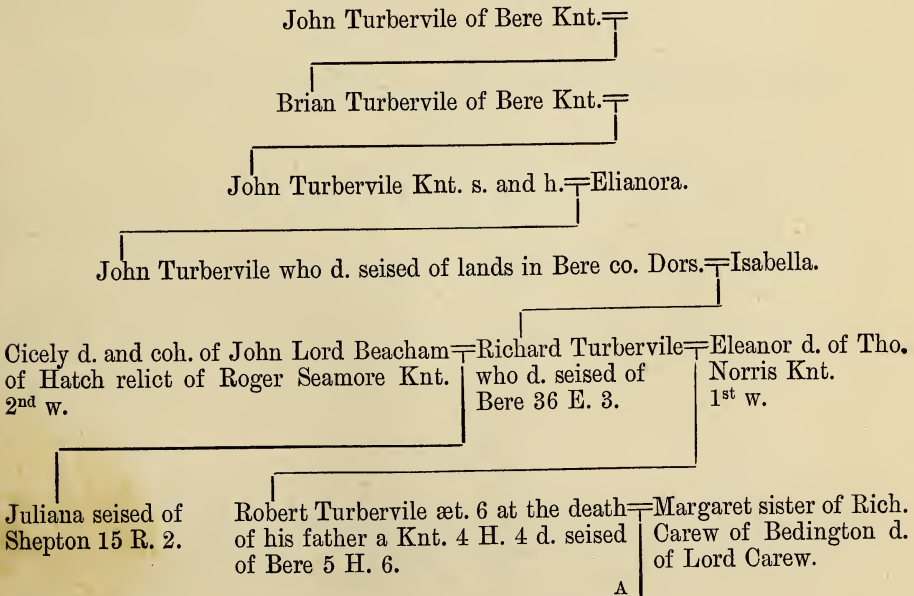 John Turbervile of Bere Knt.
Brian Turbervile of Bere Knt.
John Turbervile Knt. s. and h. Elianora.
John Turbervile who d. seised of lands in Bere co. Dors. Isabella.
Cicely d. and coh. of John Lord Beacham
of Hatch relict of Roger Seamore Knt.
2nd w.
Richard Turbervile
who d. seised of
Bere 36 E. 3.
Eleanor d. of Tho.
Norris Knt.
1st w.
Juliana seised of
Shepton 15 R. 2.
Robert Turbervile æt. 6 at the death
of his father a Knt. 4 H. 4 d. seised
of Bere 5 H. 6.
Margaret sister of Rich.
Carew of Bedington d.
of Lord Carew.
A